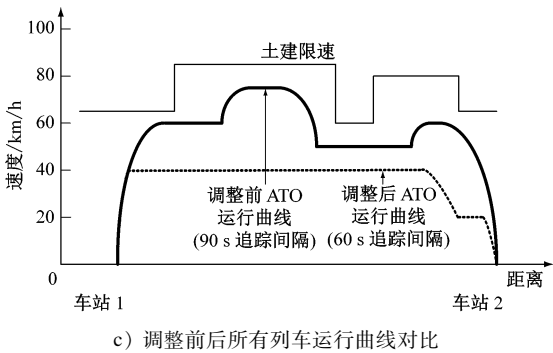 100
80
60
40
20
0
速度/km/h
土建限速
调整前 ATO
运行曲线
(90 s 追踪间隔)
调整后 ATO
运行曲线
(60 s 追踪间隔)
距离
车站 1
车站 2
c）调整前后所有列车运行曲线对比